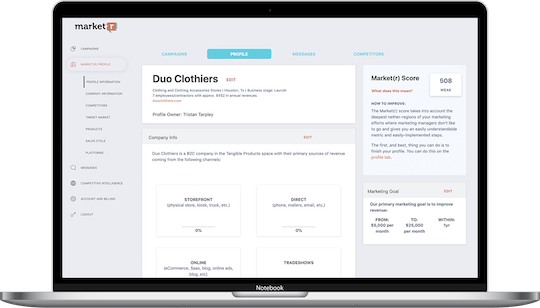 market r
CAMPAIGNS
MARKET(R) PROFILE
PROFILE INFORMATION
COMPANY INFORMATION
COMPETITORS
TARGET MARKET
PRODUCTS
SALES CYCLE
PLATFORMS
MESSAGES
COMPETITIVE INTELLIGENCE
ACCOUNT AND BILLING
LOGOUT
CAMPAIGNS PROFILE MESSAGES COMPETITORS
Duo Clothiers EDIT
Clothing and Clothing Accessories Stores | Houston, Tx | Business stage: Launch
7 employees/contractors with approx. $452 in annual revenues.
duoclothiers.com
Profile Owner: Tristan Tarpley
Company Info EDIT
Duo Clothiers is a B2C company in the Tangible Products space with their primary sources of revenue
coming from the following channels:
STOREFRONT
(physical store, kiosk, truck, etc.)
0%
DIRECT
(phone, mailers, email, etc.)
0%
ONLINE
(eCommerce, SaaS, blog, online ads,
blog, etc)
TRADESHOWS
Market(r) Score
What does this mean?
508
WEAK
HOW TO IMPROVE:
The Market(r) score takes into account the
deepest nether-regions of your marketing
efforts where marketing managers don't like
to go and gives you an easily understandable
metric and easily-implemented steps.
The first, and best, thing you can do is to
finish your profile. You can do this on the
profile tab.
Marketing Goal EDIT
Our primary marketing goal is to improve
revenue:
FROM: TO: WITHIN:
$5,000 per $25,000 1yr
month per month
Notebook